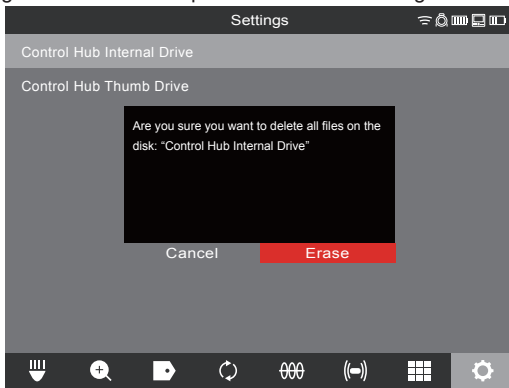 Settings
Control Hub Internal Drive
Control Hub Thumb Drive
Are you sure you want to delete all files on the
disk: “Control Hub Internal Drive”
Cancel
Erase